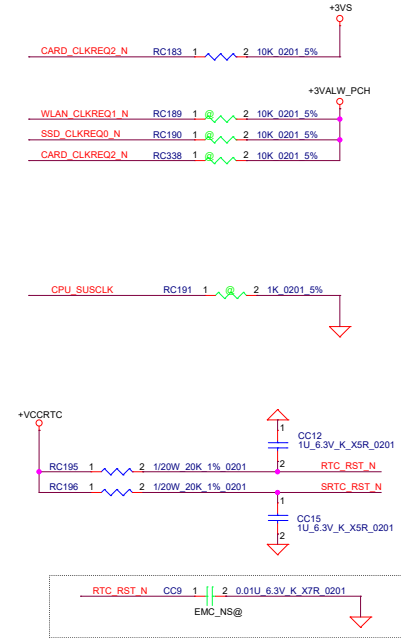 +3VS
CARD_CLKREQ2_N RC183 1 2 10K_0201_5%
+3VALW_PCH
WLAN_CLKREQ1_N RC189 1 @ 2 10K_0201_5%
SSD_CLKREQ0_N RC190 1 @ 2 10K_0201_5%
CARD_CLKREQ2_N RC338 1 @ 2 10K_0201_5%
CPU_SUSCLK RC191 1 @ 2 1K_0201_5%
+VCCRTC
1
CC12
1U_6.3V_K_X5R_0201
2
RC195 1 2 1/20W_20K_1%_0201 RTC_RST_N
RC196 1 2 1/20W_20K_1%_0201 SRTC_RST_N
1
CC15
1U_6.3V_K_X5R_0201
2
RTC_RST_N CC9 1 2 0.01U_6.3V_K_X7R_0201
EMC_NS@